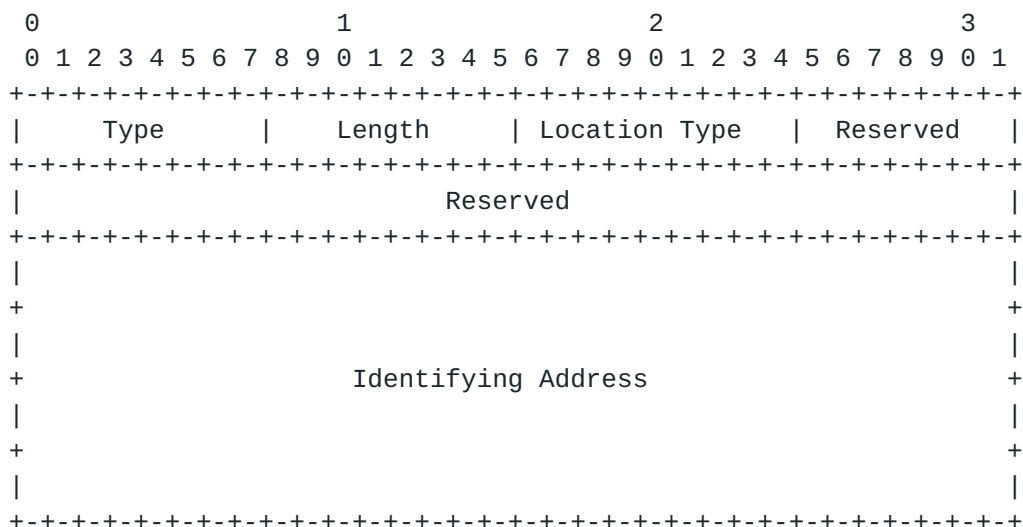 0                   1                   2                   3
0 1 2 3 4 5 6 7 8 9 0 1 2 3 4 5 6 7 8 9 0 1 2 3 4 5 6 7 8 9 0 1
+-+-+-+-+-+-+-+-+-+-+-+-+-+-+-+-+-+-+-+-+-+-+-+-+-+-+-+-+-+-+-+-+
|     Type      |    Length     | Location Type   |  Reserved   |
+-+-+-+-+-+-+-+-+-+-+-+-+-+-+-+-+-+-+-+-+-+-+-+-+-+-+-+-+-+-+-+-+
|                           Reserved                            |
+-+-+-+-+-+-+-+-+-+-+-+-+-+-+-+-+-+-+-+-+-+-+-+-+-+-+-+-+-+-+-+-+
|                                                               |
+                                                               +
|                                                               |
+                     Identifying Address                       +
|                                                               |
+                                                               +
|                                                               |
+-+-+-+-+-+-+-+-+-+-+-+-+-+-+-+-+-+-+-+-+-+-+-+-+-+-+-+-+-+-+-+-+